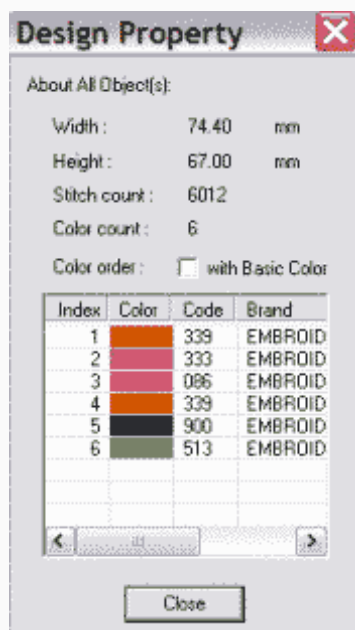 Design Property
About All Object(s):
Width : 74.40 mm
Height : 67.00 mm
Stitch count : 6012
Color count : 6
Color order : with Basic Color
Index Color Code Brand
1 339 EMBROID
2 333 EMBROID
3 086 EMBROID
4 339 EMBROID
5 900 EMBROID
6 513 EMBROID
Close